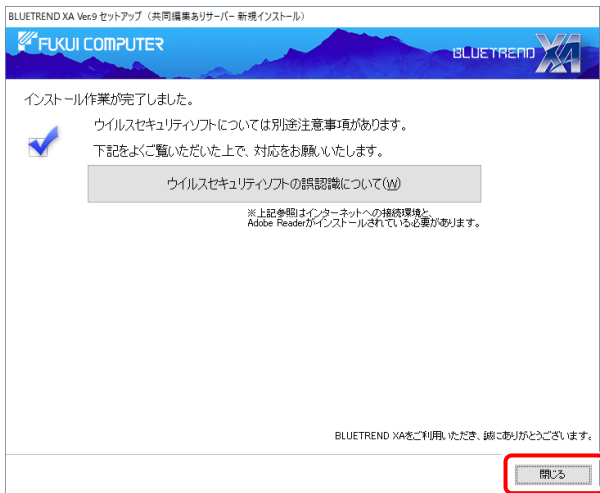 BLUETREND XA Ver.9 セットアップ（共同編集ありサーバー 新規インストール）
FUKUI COMPUTER
BLUETREND XA
インストール作業が完了しました。
ウイルスセキュリティソフトについては別途注意事項があります。
下記をよくご覧いただいた上で、対応をお願いいたします。
ウイルスセキュリティソフトの誤認識について(W)
※上記参照はインターネットへの接続環境と、
Adobe Readerがインストールされている必要があります。
BLUETREND XAをご利用いただき、誠にありがとうございます。
閉じる